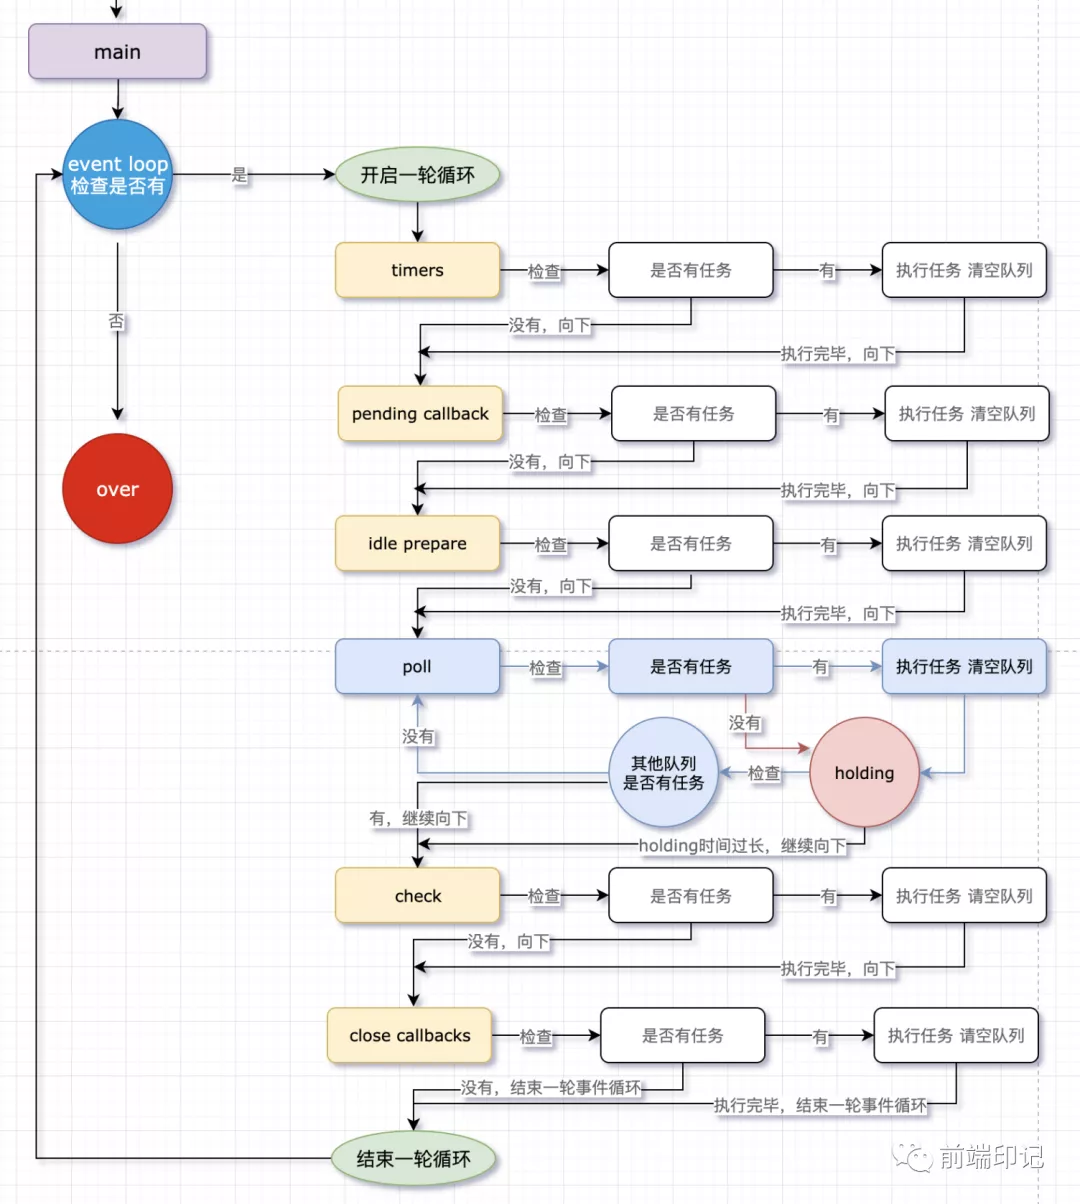 main
event loop
检查是否有
是
开启一轮循环
timers
检查
是否有任务
有
执行任务 清空队列
没有，向下
否
执行完毕，向下
pending callback
检查
是否有任务
有
执行任务 清空队列
没有，向下
over
执行完毕，向下
idle prepare
检查
是否有任务
有
执行任务 清空队列
没有，向下
执行完毕，向下
poll
检查
是否有任务
有
执行任务 清空队列
没有
没有
其他队列
是否有任务
检查
holding
有，继续向下
holding时间过长，继续向下
check
检查
是否有任务
有
执行任务 请空队列
没有，向下
执行完毕，向下
close callbacks
检查
是否有任务
有
执行任务 请空队列
没有，结束一轮事件循环
执行完毕，结束一轮事件循环
结束一轮循环
前端印记